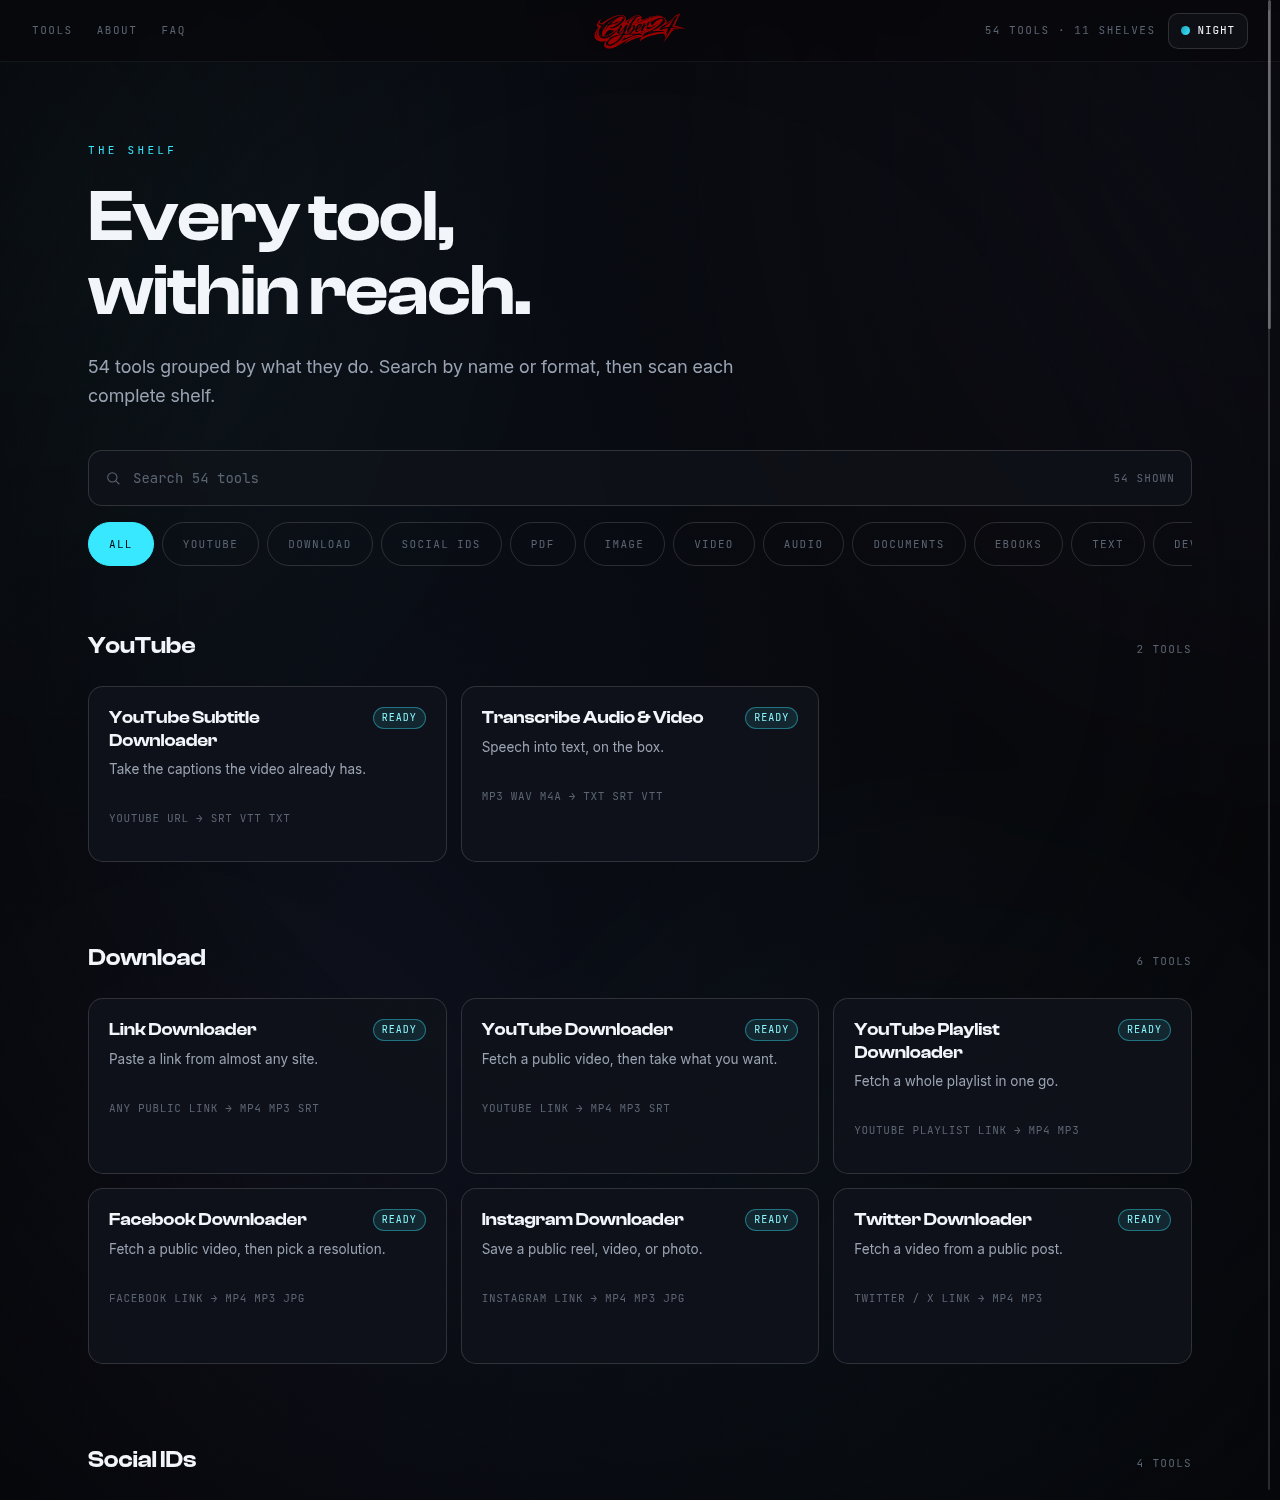 TOOLS ABOUT FAQ
54 TOOLS · 11 SHELVES
NIGHT
THE SHELF
Every tool,
within reach.
54 tools grouped by what they do. Search by name or format, then scan each
complete shelf.
Search 54 tools
54 SHOWN
ALL YOUTUBE DOWNLOAD SOCIAL IDS PDF IMAGE VIDEO AUDIO DOCUMENTS EBOOKS TEXT
YouTube
2 TOOLS
YouTube Subtitle
Downloader
READY
Take the captions the video already has.
YOUTUBE URL → SRT VTT TXT
Transcribe Audio & Video
READY
Speech into text, on the box.
MP3 WAV M4A → TXT SRT VTT
Download
6 TOOLS
Link Downloader
READY
Paste a link from almost any site.
ANY PUBLIC LINK → MP4 MP3 SRT
YouTube Downloader
READY
Fetch a public video, then take what you want.
YOUTUBE LINK → MP4 MP3 SRT
YouTube Playlist
Downloader
READY
Fetch a whole playlist in one go.
YOUTUBE PLAYLIST LINK → MP4 MP3
Facebook Downloader
READY
Fetch a public video, then pick a resolution.
FACEBOOK LINK → MP4 MP3 JPG
Instagram Downloader
READY
Save a public reel, video, or photo.
INSTAGRAM LINK → MP4 MP3 JPG
Twitter Downloader
READY
Fetch a video from a public post.
TWITTER / X LINK → MP4 MP3
Social IDs
4 TOOLS